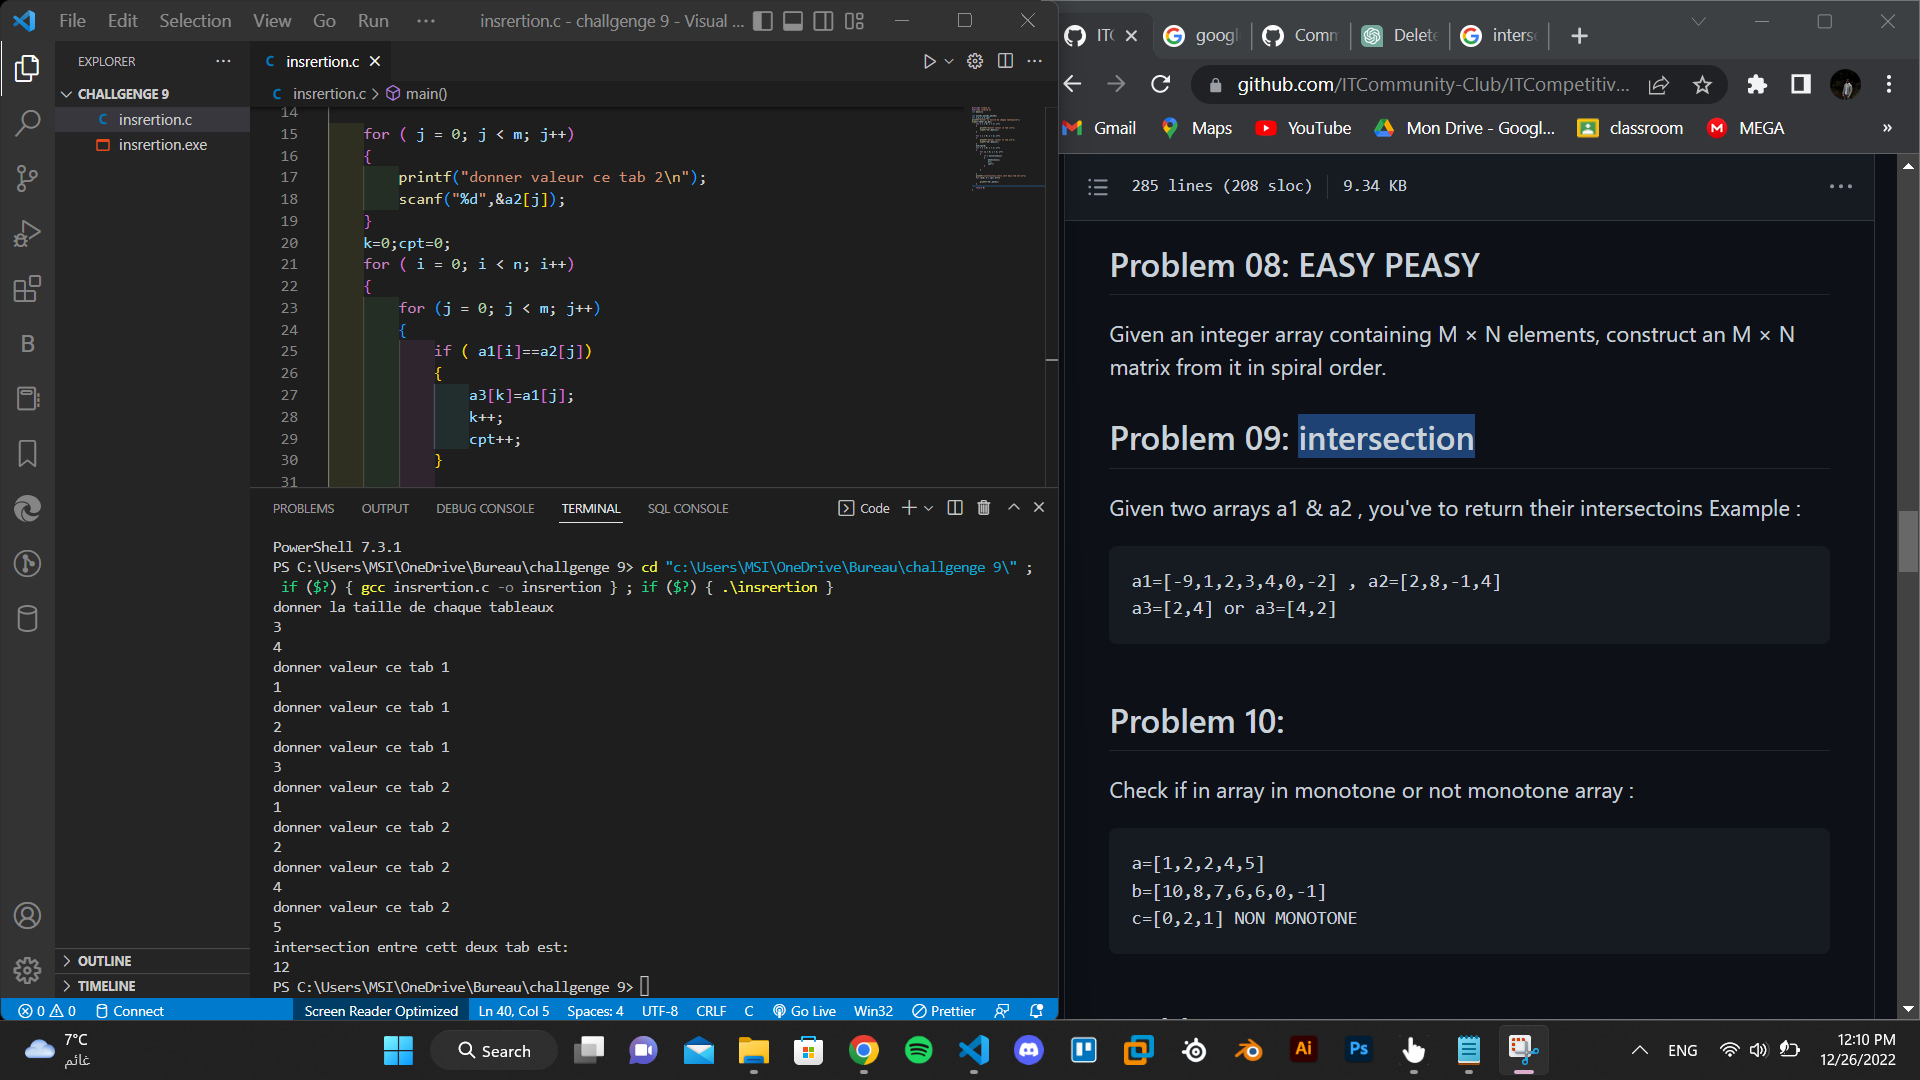 File Edit Selection View Go Run ··· insrertion.c - challgenge 9 - Visual ...
EXPLORER ···
CHALLGENGE 9
C insrertion.c
insrertion.exe
OUTLINE
TIMELINE
C insrertion.c
C insrertion.c > main()
14
15 for ( j = 0; j < m; j++)
16 {
17 printf("donner valeur ce tab 2\n");
18 scanf("%d",&a2[j]);
19 }
20 k=0;cpt=0;
21 for ( i = 0; i < n; i++)
22 {
23 for (j = 0; j < m; j++)
24 {
25 if ( a1[i]==a2[j])
26 {
27 a3[k]=a1[j];
28 k++;
29 cpt++;
30 }
31
PROBLEMS OUTPUT DEBUG CONSOLE TERMINAL SQL CONSOLE Code
PowerShell 7.3.1
PS C:\Users\MSI\OneDrive\Bureau\challgenge 9> cd "c:\Users\MSI\OneDrive\Bureau\challgenge 9\" ;
if ($?) { gcc insrertion.c -o insrertion } ; if ($?) { .\insrertion }
donner la taille de chaque tableaux
3
4
donner valeur ce tab 1
1
donner valeur ce tab 1
2
donner valeur ce tab 1
3
donner valeur ce tab 2
1
donner valeur ce tab 2
2
donner valeur ce tab 2
4
donner valeur ce tab 2
5
intersection entre cett deux tab est:
12
PS C:\Users\MSI\OneDrive\Bureau\challgenge 9>
0 0 Connect Screen Reader Optimized Ln 40, Col 5 Spaces: 4 UTF-8 CRLF C Go Live Win32 Prettier
ITC googl Comm Delete inters
github.com/ITCommunity-Club/ITCompetitiv...
Gmail Maps YouTube Mon Drive - Googl... classroom MEGA »
285 lines (208 sloc) 9.34 KB
Problem 08: EASY PEASY
Given an integer array containing M × N elements, construct an M × N
matrix from it in spiral order.
Problem 09: intersection
Given two arrays a1 & a2 , you've to return their intersectoins Example :
a1=[-9,1,2,3,4,0,-2] , a2=[2,8,-1,4]
a3=[2,4] or a3=[4,2]
Problem 10:
Check if in array in monotone or not monotone array :
a=[1,2,2,4,5]
b=[10,8,7,6,6,0,-1]
c=[0,2,1] NON MONOTONE
7°C
غائم
Search
Ai
Ps
ENG
12:10 PM
12/26/2022